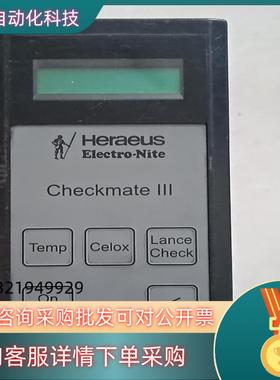 自动化科技
Heraeus
Electro-Nite
Checkmate III
Temp
Celox
Lance
Check
821949929
On
咨询采购批发可对公开票
客服详情下单采购